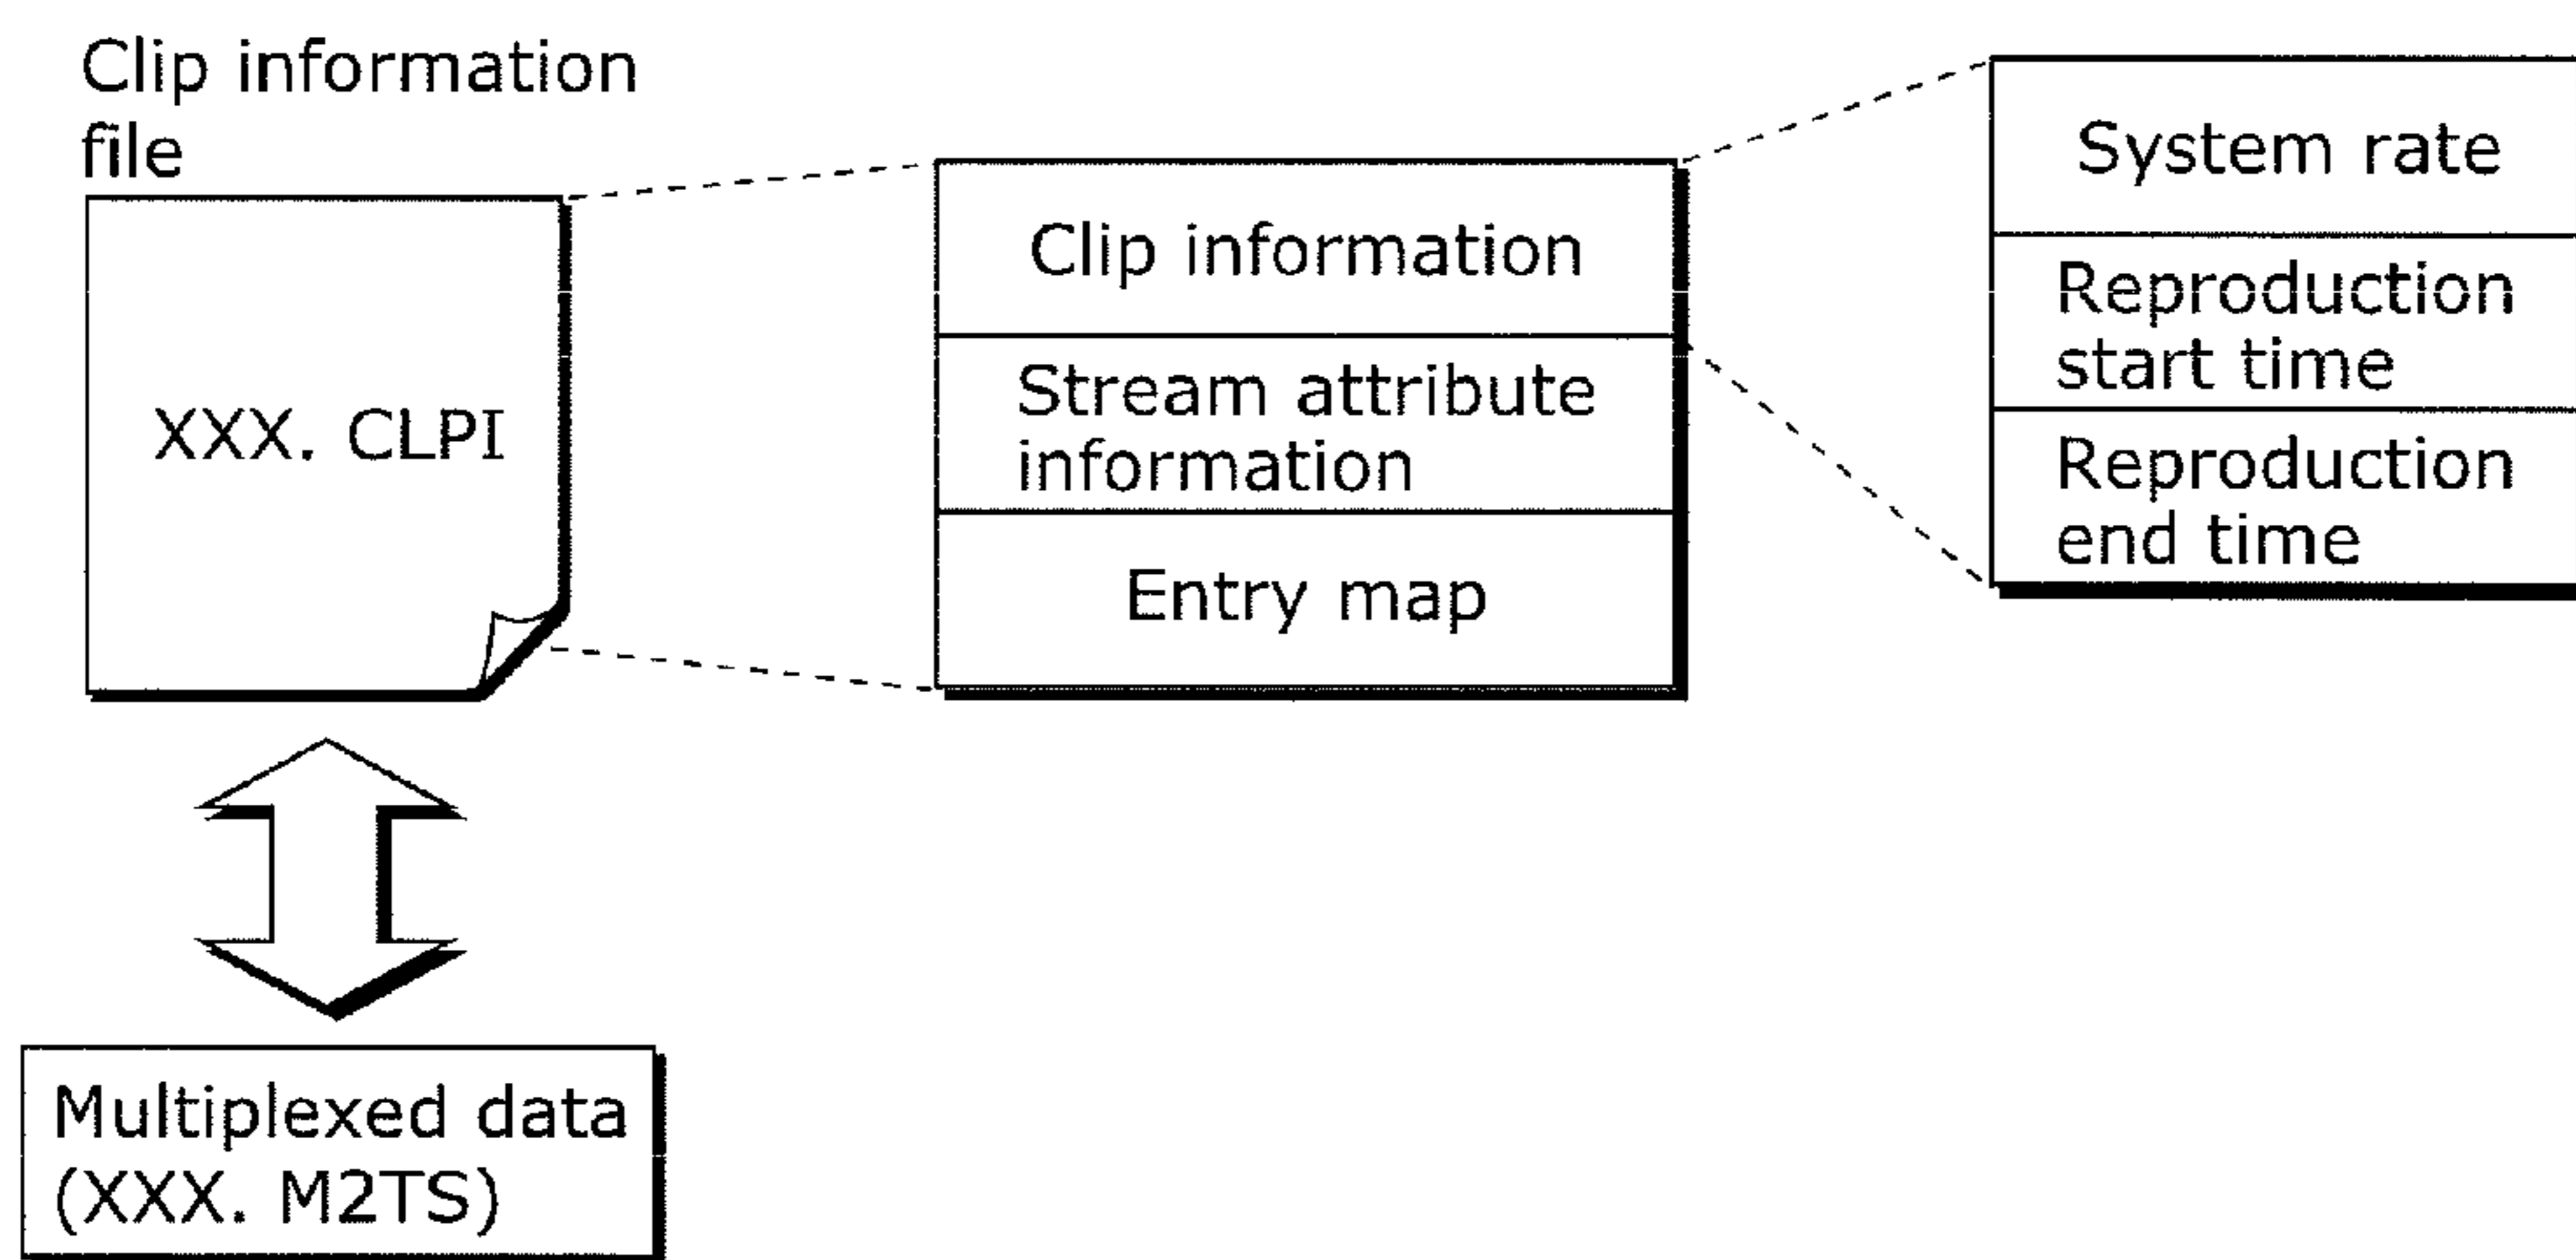 Clip information
file
XXX. CLPI
Clip information
Stream attribute
information
Entry map
System rate
Reproduction
start time
Reproduction
end time
Multiplexed data
(XXX. M2TS)